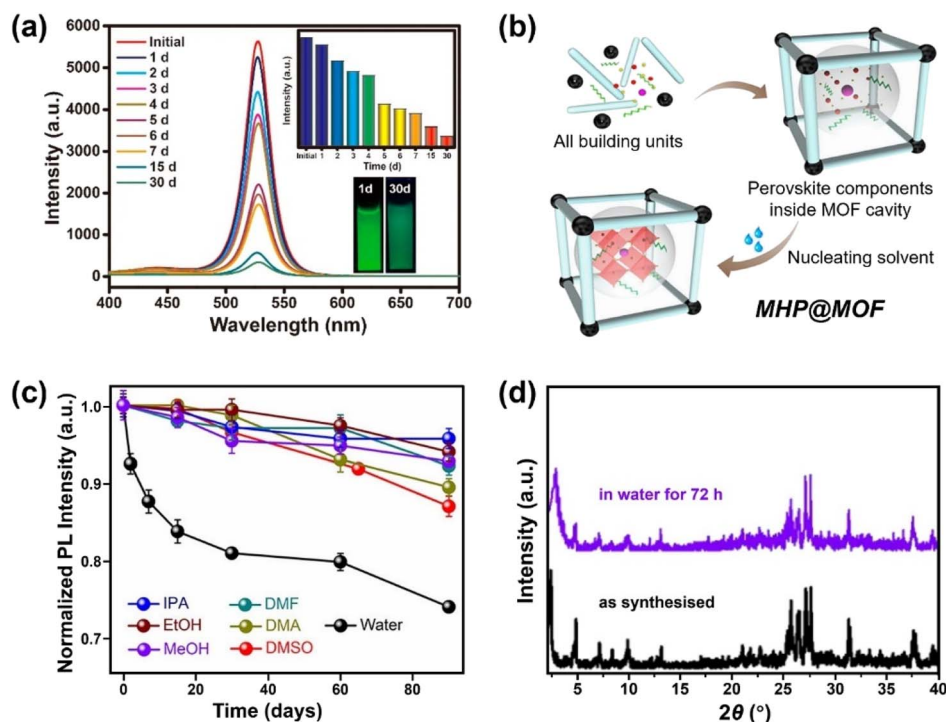 (a)
6000
5000
4000
3000
2000
1000
0
Intensity (a.u.)
Initial
1 d
2 d
3 d
4 d
5 d
6 d
7 d
15 d
30 d
Intensity (a.u.)
Initial 1 2 3 4 5 6 7 15 30
Time (d)
1d 30d
400 450 500 550 600 650 700
Wavelength (nm)
(b)
All building units
Perovskite components
inside MOF cavity
Nucleating solvent
MHP@MOF
(c)
Normalized PL Intensity (a.u.)
1.0
0.9
0.8
0.7
IPA
EtOH
MeOH
DMF
DMA
DMSO
Water
0 30 60 90
Time (days)
(d)
Intensity (a.u.)
in water for 72 h
as synthesised
5 10 15 20 25 30 35 40
2θ (°)